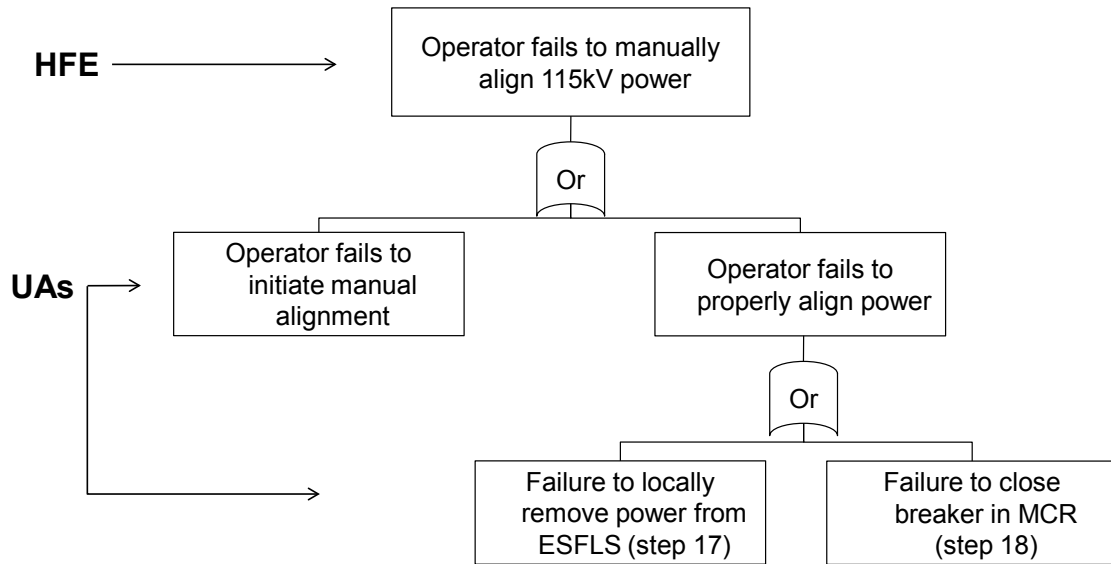 HFE
Operator fails to manually
align 115kV power
Or
Operator fails to
initiate manual
alignment
Operator fails to
properly align power
UAs
Or
Failure to locally
remove power from
ESFLS (step 17)
Failure to close
breaker in MCR
(step 18)